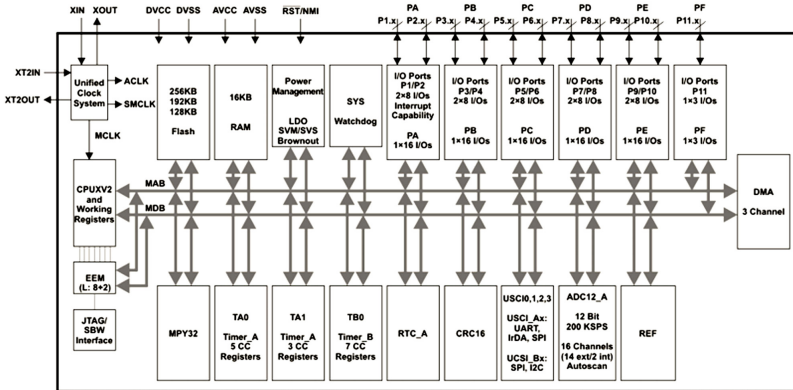 XIN XOUT DVCC DVSS AVCC AVSS RST/NMI PA PB PC PD PE PF
P1.x P2.x P3.x P4.x P5.x P6.x P7.x P8.x P9.x P10.x P11.x
XT2IN
XT2OUT
Unified
Clock
System
ACLK
SMCLK
MCLK
256KB
192KB
128KB
Flash
16KB
RAM
Power
Management
LDO
SVM/SVS
Brownout
SYS
Watchdog
I/O Ports
P1/P2
2×8 I/Os
Interrupt
Capability
PA
1×16 I/Os
I/O Ports
P3/P4
2×8 I/Os
PB
1×16 I/Os
I/O Ports
P5/P6
2×8 I/Os
PC
1×16 I/Os
I/O Ports
P7/P8
2×8 I/Os
PD
1×16 I/Os
I/O Ports
P9/P10
2×8 I/Os
PE
1×16 I/Os
I/O Ports
P11
1×3 I/Os
PF
1×3 I/Os
CPUXV2
and
Working
Registers
MAB
MDB
DMA
3 Channel
EEM
(L: 8+2)
JTAG/
SBW
Interface
MPY32
TA0
Timer_A
5 CC
Registers
TA1
Timer_A
3 CC
Registers
TB0
Timer_B
7 CC
Registers
RTC_A
CRC16
USCI0,1,2,3
USCI_Ax:
UART,
IrDA, SPI
UCSI_Bx:
SPI, I2C
ADC12_A
12 Bit
200 KSPS
16 Channels
(14 ext/2 int)
Autoscan
REF